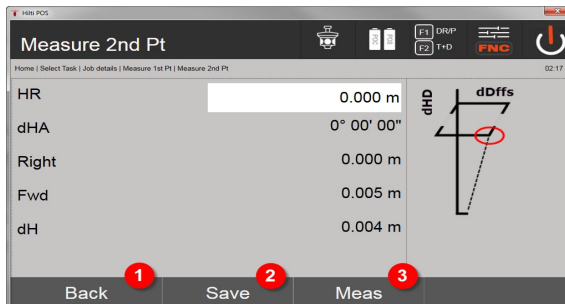 Hilti POS
Measure 2nd Pt
POC
POS
F1 DR/P
F2 T+D
FNC
Home | Select Task | Job details | Measure 1st Pt | Measure 2nd Pt
02:17
HR 0.000 m
dHA 0° 00' 00"
Right 0.000 m
Fwd 0.005 m
dH 0.004 m
dHD
dDffs
1
2
3
Back
Save
Meas